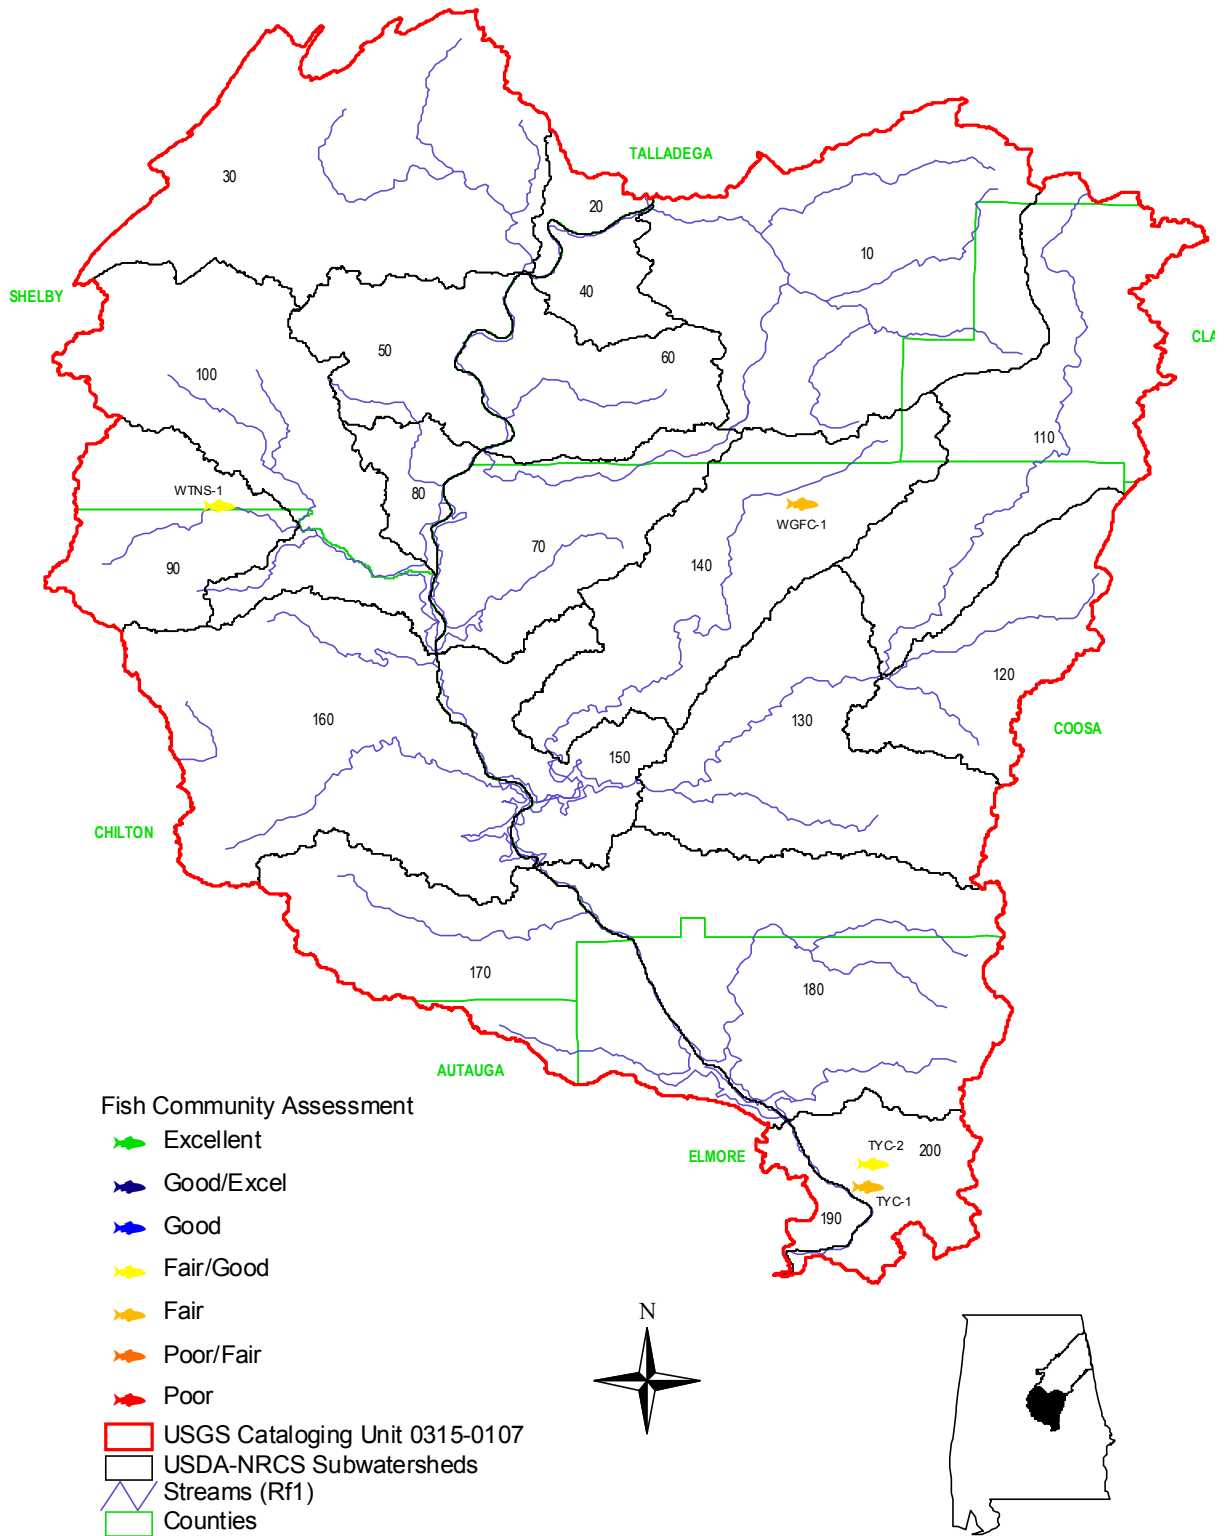 TALLADEGA
30
20
10
40
SHELBY
CLA
50
60
100
110
WTNS-1
80
WGFC-1
70
140
90
120
160
130
COOSA
150
CHILTON
170
180
AUTAUGA
Fish Community Assessment
Excellent
TYC-2
200
ELMORE
Good/Excel
TYC-1
190
Good
Fair/Good
Fair
N
Poor/Fair
Poor
USGS Cataloging Unit 0315-0107
USDA-NRCS Subwatersheds
Streams (Rf1)
Counties